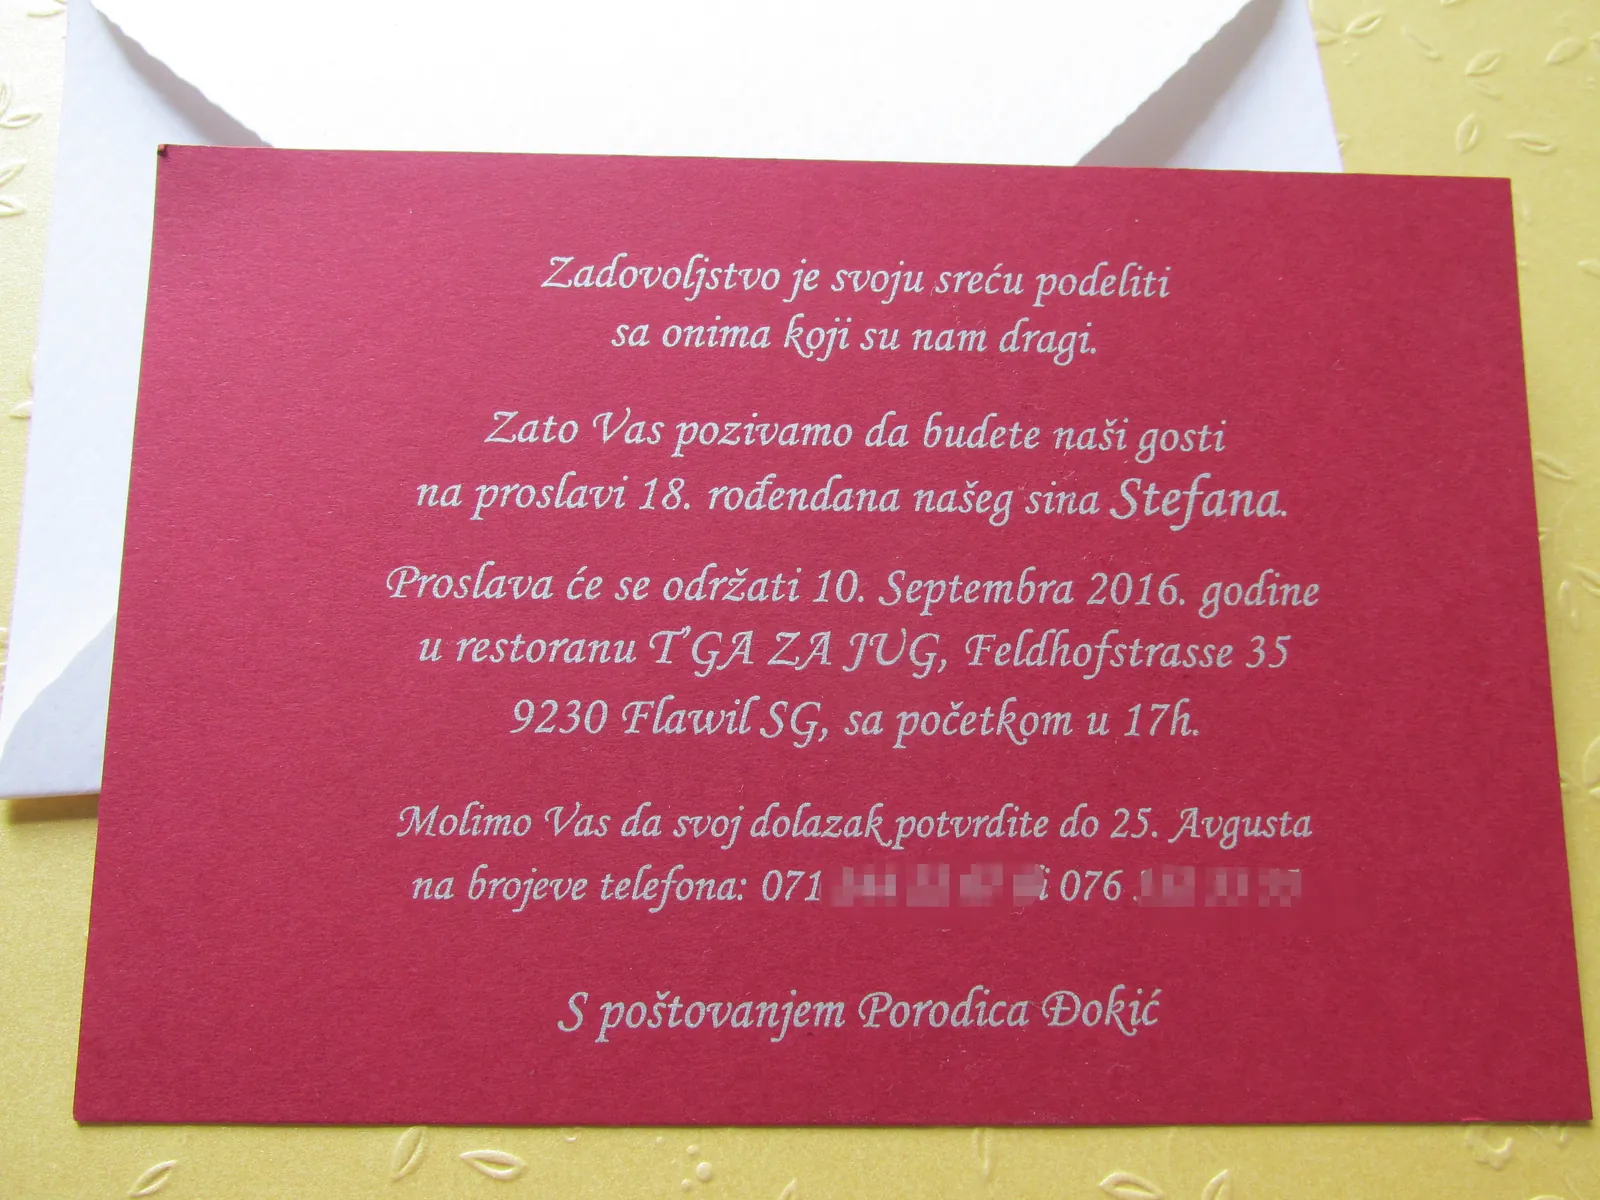 Zadovoljstvo je svoju sreću podeliti
sa onima koji su nam dragi.
Zato Vas pozivamo da budete naši gosti
na proslavi 18. rođendana našeg sina Stefana.
Proslava će se održati 10. Septembra 2016. godine
u restoranu T'GA ZA JUG, Feldhofstrasse 35
9230 Flawil SG, sa početkom u 17h.
Molimo Vas da svoj dolazak potvrdite do 25. Avgusta
na brojeve telefona: 071 i 076
S poštovanjem Porodica Đokić